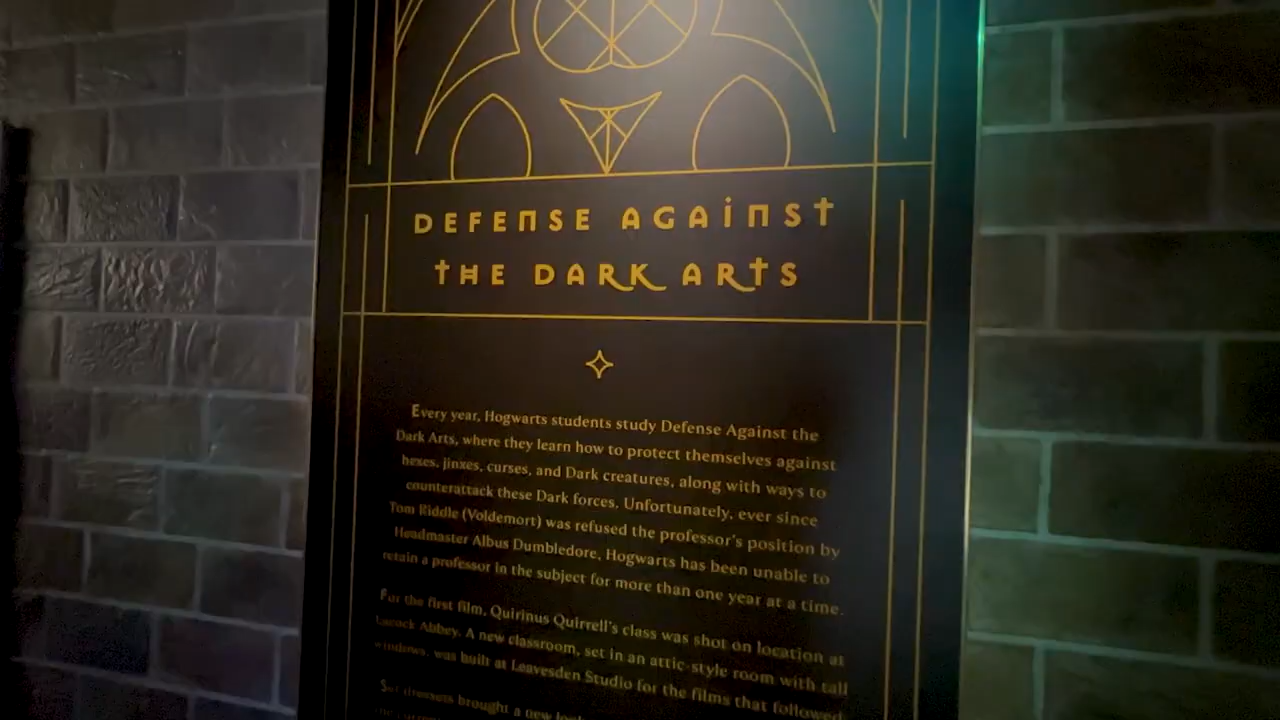 DEFENSE AGAINST
THE DARK ARTS
Every year, Hogwarts students study Defense Against the
Dark Arts, where they learn how to protect themselves against
hexes, jinxes, curses, and Dark creatures, along with ways to
counterattack these Dark forces. Unfortunately, ever since
Tom Riddle (Voldemort) was refused the professor's position by
Headmaster Albus Dumbledore, Hogwarts has been unable to
retain a professor in the subject for more than one year at a time.
For the first film, Quirinus Quirrell's class was shot on location at
Lacock Abbey. A new classroom, set in an attic-style room with tall
windows, was built at Leavesden Studio for the films that followed
Set dressers brought a new